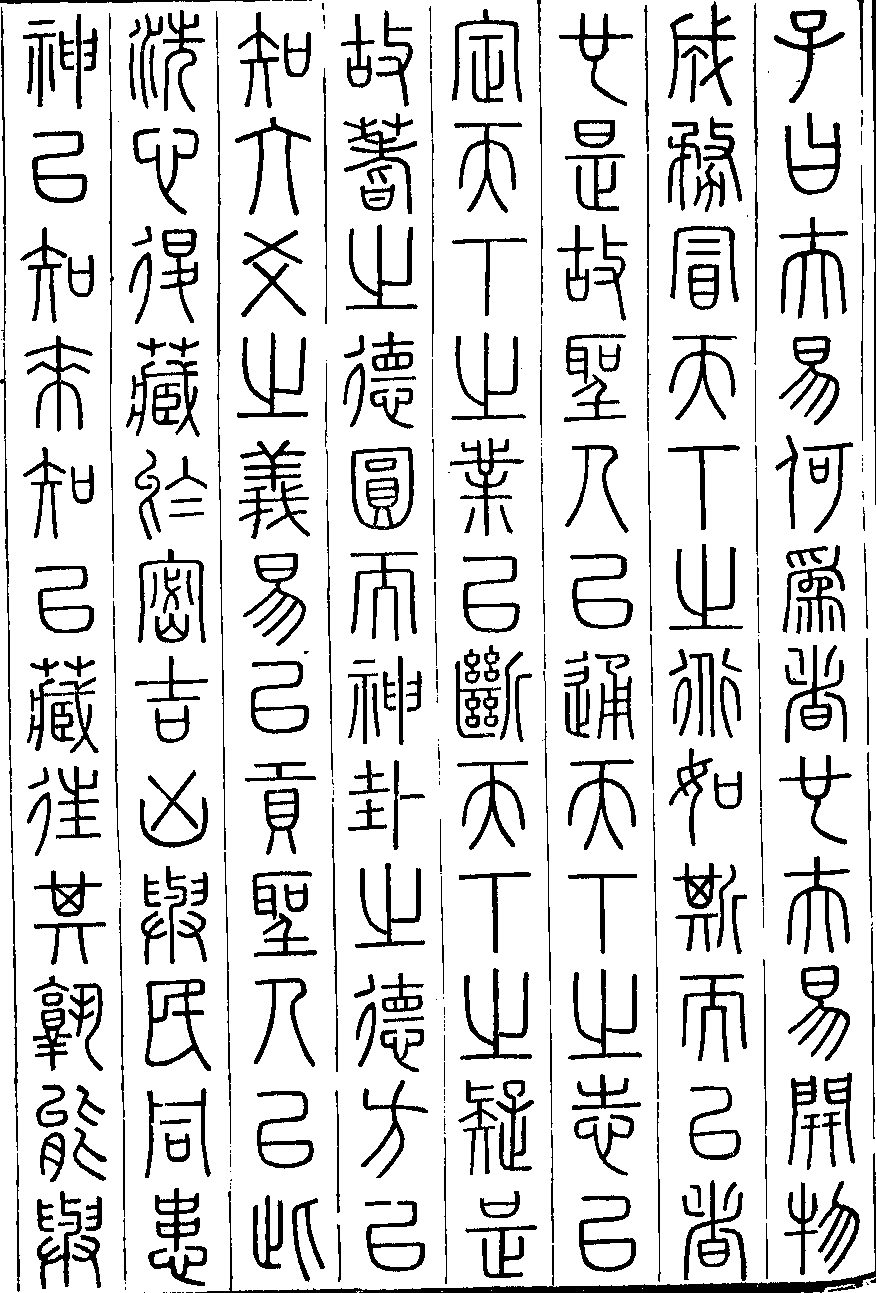 子曰夫易何爲者也夫易開物
成務冒天下之道如斯而已者
也是故聖人以通天下之志以
定天下之業以斷天下之疑是
故蓍之德圓而神卦之德方以
知六爻之義易以貢聖人以此
洗心退藏於密吉凶與民同患
神以知來知以藏往其孰能與